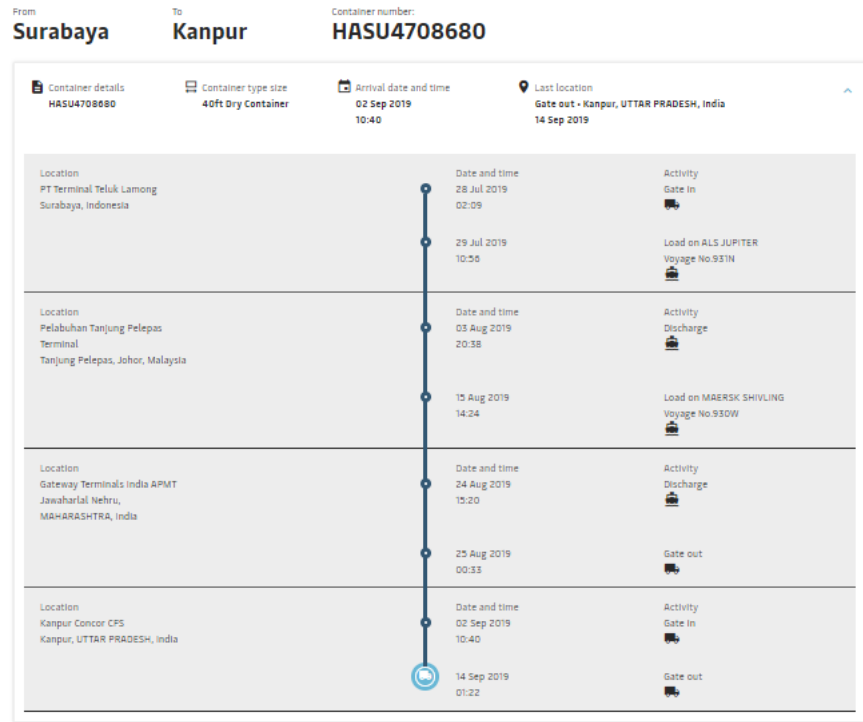 From To Container number:
Surabaya Kanpur HASU4708680
Container details Container type size Arrival date and time Last location
HASU4708680 40ft Dry Container 02 Sep 2019 Gate out • Kanpur, UTTAR PRADESH, India
10:40 14 Sep 2019
Location Date and time Activity
PT Terminal Teluk Lamong 28 Jul 2019 Gate In
Surabaya, Indonesia 02:09
29 Jul 2019 Load on ALS JUPITER
10:56 Voyage No.931N
Location Date and time Activity
Pelabuhan Tanjung Pelepas 03 Aug 2019 Discharge
Terminal 20:38
Tanjung Pelepas, Johor, Malaysia
15 Aug 2019 Load on MAERSK SHIVLING
14:24 Voyage No.930W
Location Date and time Activity
Gateway Terminals India APMT 24 Aug 2019 Discharge
Jawaharlal Nehru, 15:20
MAHARASHTRA, India
25 Aug 2019 Gate out
00:33
Location Date and time Activity
Kanpur Concor CFS 02 Sep 2019 Gate In
Kanpur, UTTAR PRADESH, India 10:40
14 Sep 2019 Gate out
01:22